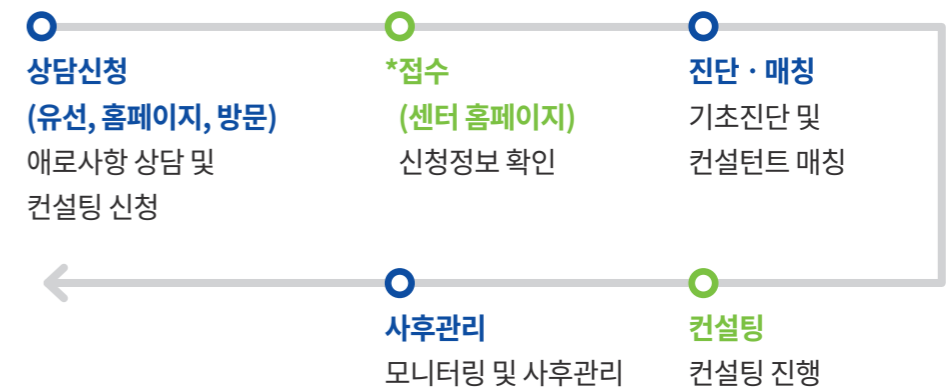 상담신청
(유선, 홈페이지, 방문)
애로사항 상담 및
컨설팅 신청
*접수
(센터 홈페이지)
신청정보 확인
진단 · 매칭
기초진단 및
컨설턴트 매칭
컨설팅
컨설팅 진행
사후관리
모니터링 및 사후관리